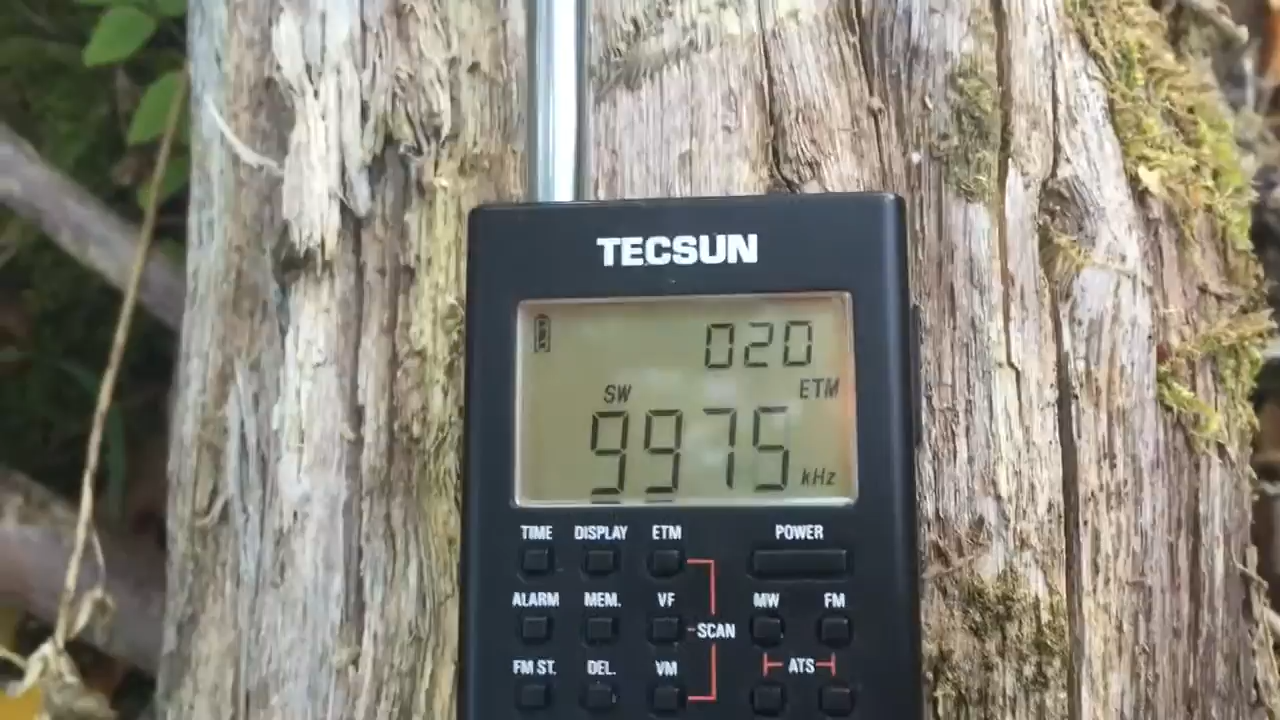 TECSUN
020
SW ETM
9975 kHz
TIME DISPLAY ETM POWER
ALARM MEM. VF MW FM
SCAN
FM ST. DEL. VM ATS